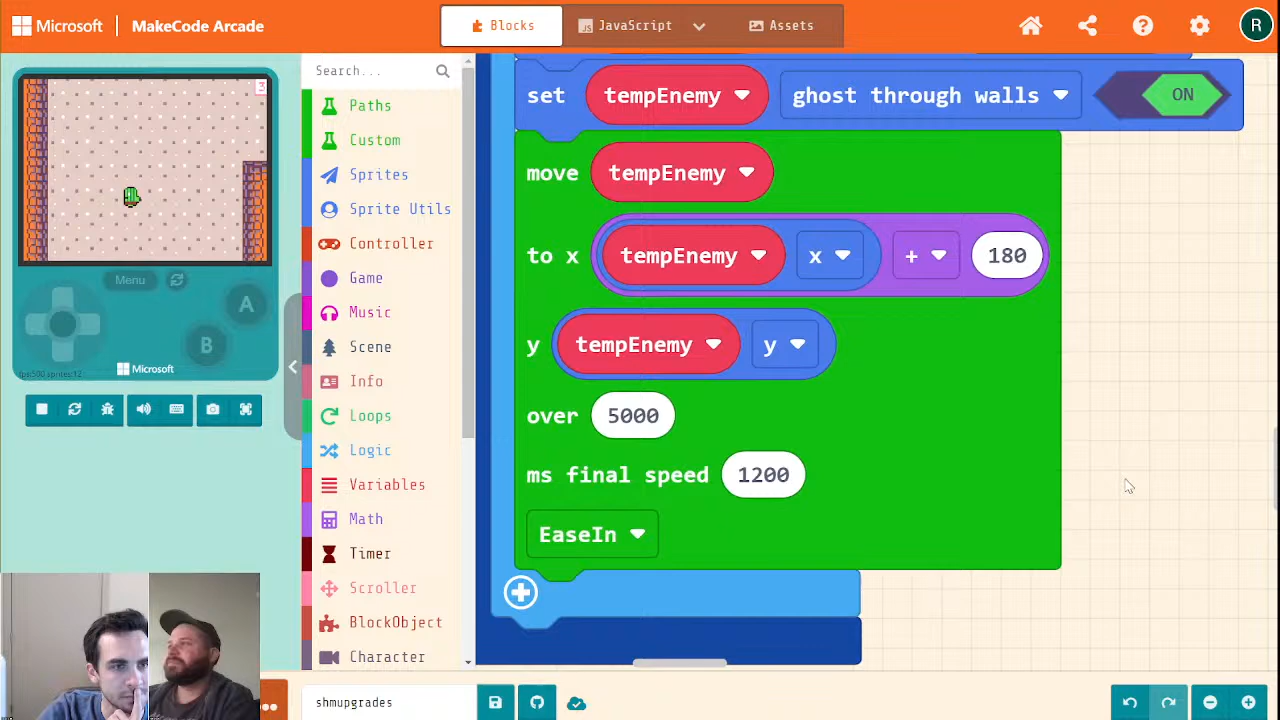 Microsoft
MakeCode Arcade
Blocks
JavaScript
Assets
R
3
Menu
A
B
Microsoft
Search...
Paths
Custom
Sprites
Sprite Utils
Controller
Game
Music
Scene
Info
Loops
Logic
Variables
Math
Timer
Scroller
BlockObject
Character
set tempEnemy ghost through walls ON
move tempEnemy
to x tempEnemy x + 180
y tempEnemy y
over 5000
ms final speed 1200
EaseIn
shmupgrades